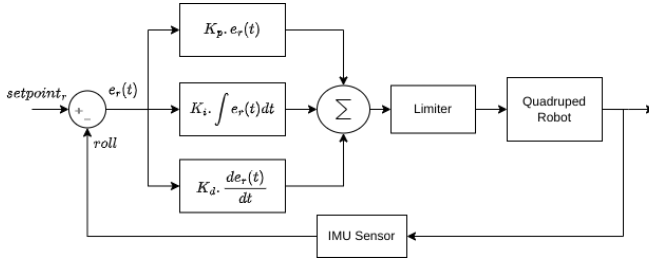 K_p. e_r(t)
setpoint_r
e_r(t)
+
−
K_i. ∫ e_r(t)dt
∑
Limiter
Quadruped
Robot
roll
K_d. de_r(t)/dt
IMU Sensor